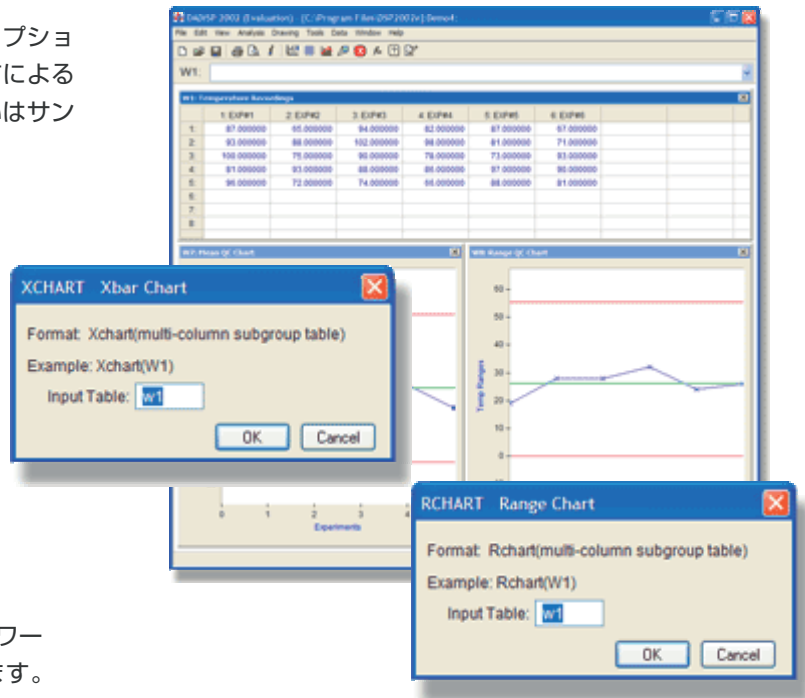 プショ
による
はサン
DADiSP 2002 (Evaluation) - [C:\Program Files\DSP2002\v]:Demo4:
File Edit View Analysis Drawing Tools Data Window Help
W1:
W1: Temperature Recordings
1: EXP#1 2: EXP#2 3: EXP#3 4: EXP#4 5: EXP#5 6: EXP#6
1: 87.000000 65.000000 84.000000 82.000000 87.000000 67.000000
2: 93.000000 88.000000 102.000000 98.000000 81.000000 71.000000
3: 100.000000 75.000000 90.000000 78.000000 73.000000 83.000000
4: 81.000000 93.000000 88.000000 86.000000 97.000000 90.000000
5: 96.000000 72.000000 74.000000 66.000000 88.000000 81.000000
6:
7:
8:
W7: Mean QC Chart
W8: Range QC Chart
60
50
40
30
20
10
0
Temp Ranges
0 1 2 3 4
Experiments
XCHART Xbar Chart
Format: Xchart(multi-column subgroup table)
Example: Xchart(W1)
Input Table: w1
OK Cancel
RCHART Range Chart
Format: Rchart(multi-column subgroup table)
Example: Rchart(W1)
Input Table: w1
OK Cancel
ワー
ます。